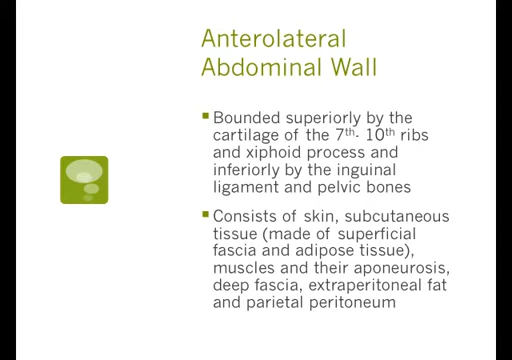 Anterolateral
Abdominal Wall
▪ Bounded superiorly by the
cartilage of the 7th- 10th ribs
and xiphoid process and
inferiorly by the inguinal
ligament and pelvic bones
▪ Consists of skin, subcutaneous
tissue (made of superficial
fascia and adipose tissue),
muscles and their aponeurosis,
deep fascia, extraperitoneal fat
and parietal peritoneum